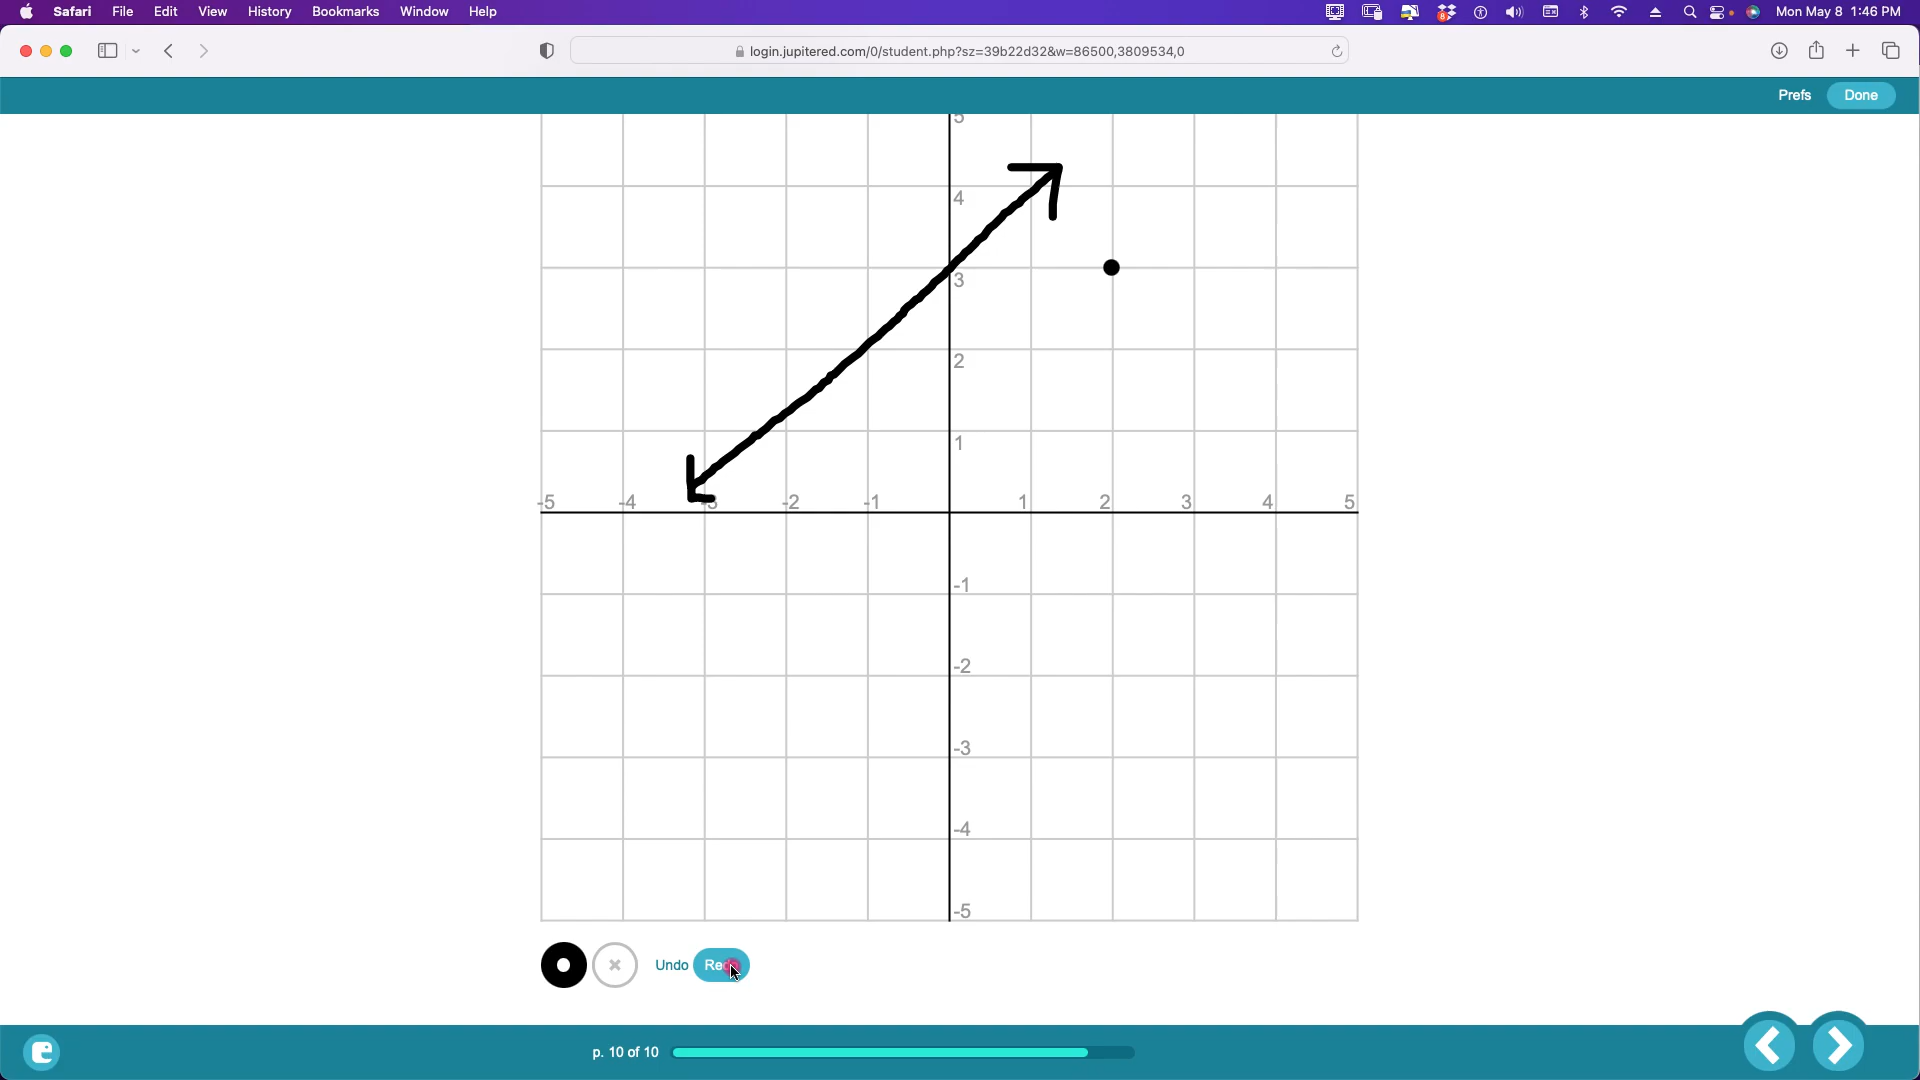 Safari File Edit View History Bookmarks Window Help 8 Mon May 8 1:46 PM
login.jupitered.com/0/student.php?sz=39b22d32&w=86500,3809534,0
Prefs Done
5
4
3
2
1
-5 -4 -2 -1 1 2 3 4 5
-1
-2
-3
-4
-5
Undo
p. 10 of 10